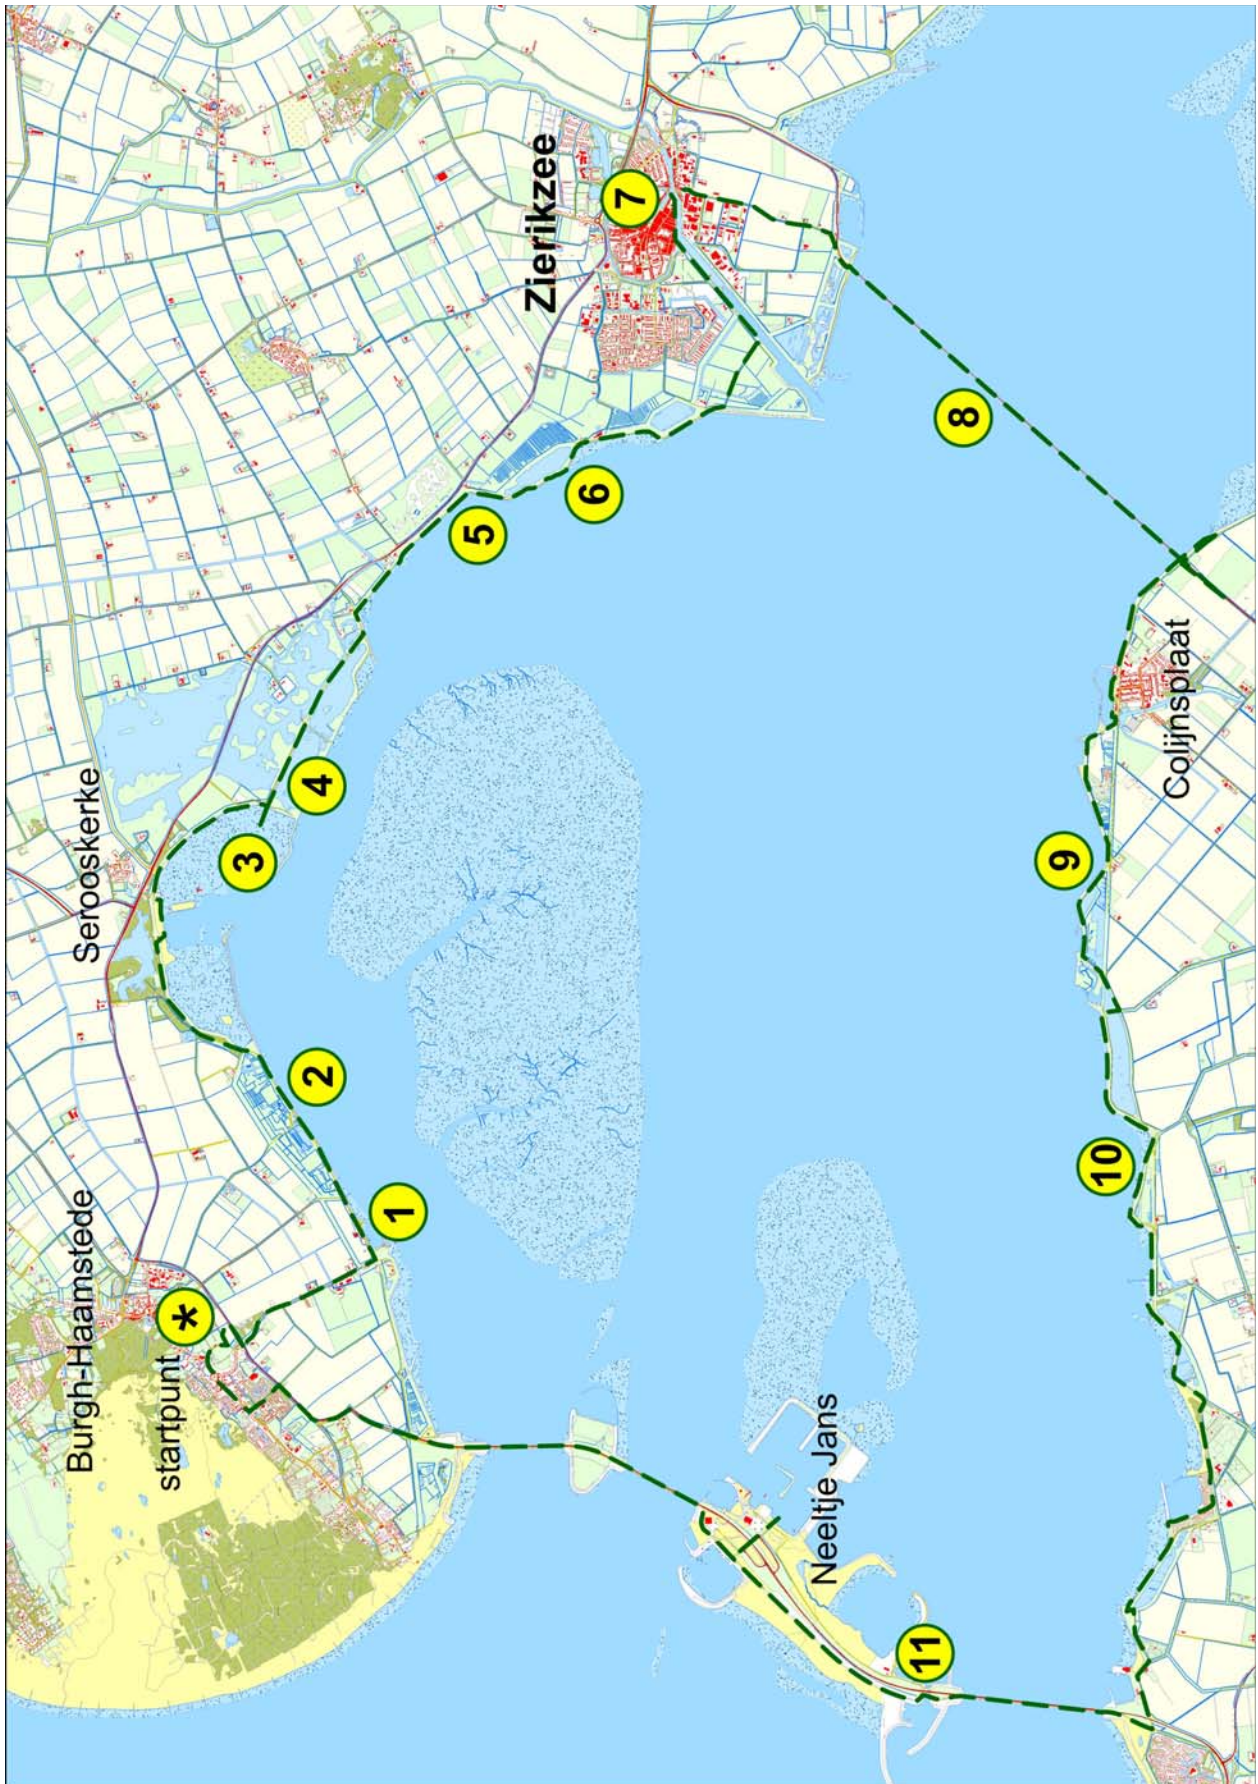 Burgh-Haamstede
startpunt
*
Serooskerke
Zierikzee
1
2
3
4
5
6
7
8
Colijnsplaat
9
10
Neeltje Jans
11